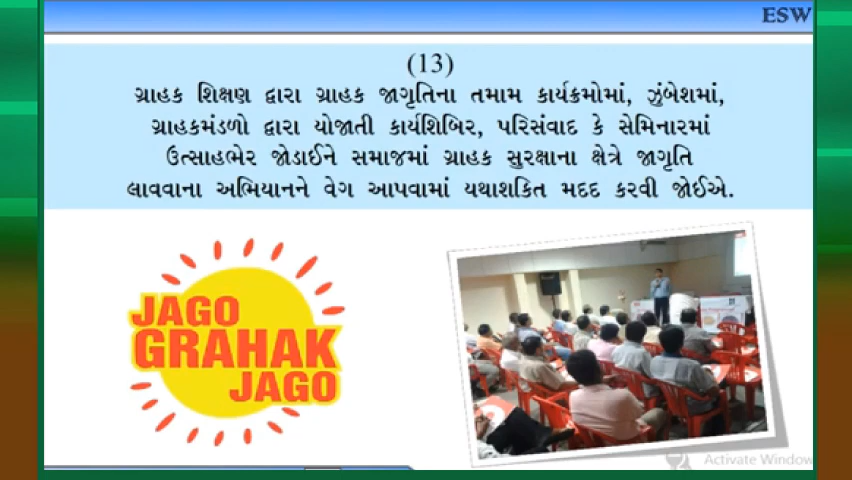 ESW
(13)
ગ્રાહક શિક્ષણ દ્વારા ગ્રાહક જાગૃતિના તમામ કાર્યક્રમોમાં, ઝુંબેશમાં,
ગ્રાહકમંડળો દ્વારા યોજાતી કાર્યશિબિર, પરિસંવાદ કે સેમિનારમાં
ઉત્સાહભેર જોડાઈને સમાજમાં ગ્રાહક સુરક્ષાના ક્ષેત્રે જાગૃતિ
લાવવાના અભિયાનને વેગ આપવામાં યથાશકિત મદદ કરવી જોઈએ.
JAGO
GRAHAK
JAGO
Activate Window